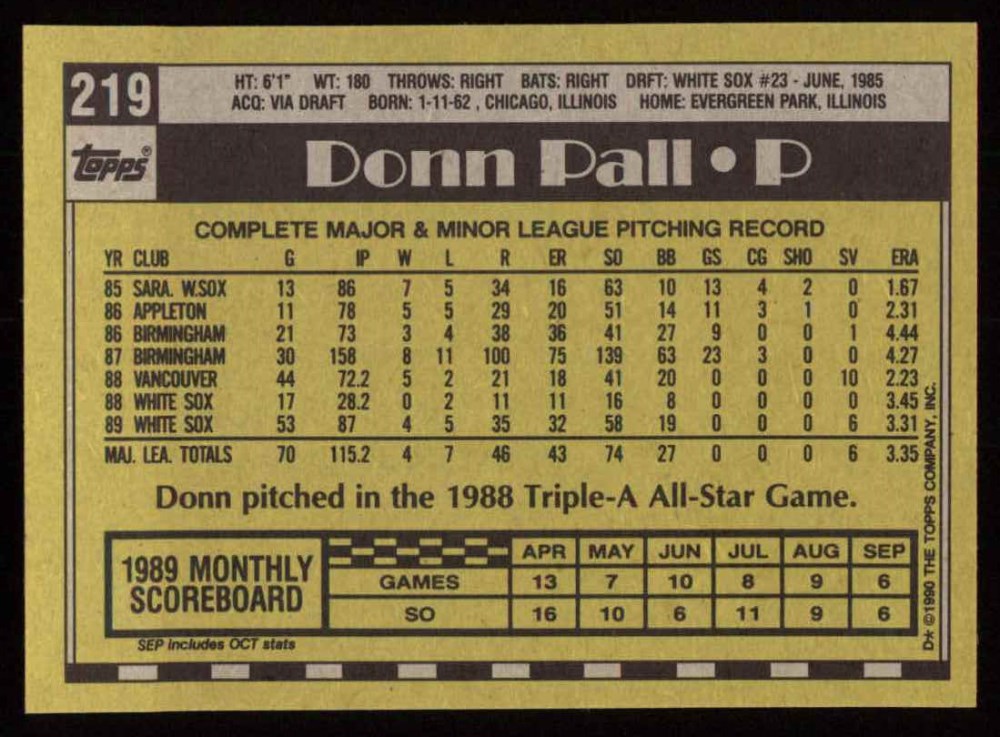 219
HT: 6'1" WT: 180 THROWS: RIGHT BATS: RIGHT DRFT: WHITE SOX #23 - JUNE, 1985
ACQ: VIA DRAFT BORN: 1-11-62 , CHICAGO, ILLINOIS HOME: EVERGREEN PARK, ILLINOIS
Topps®
Donn Pall • P
COMPLETE MAJOR & MINOR LEAGUE PITCHING RECORD
YR CLUB G IP W L R ER SO BB GS CG SHO SV ERA
85 SARA. W.SOX 13 86 7 5 34 16 63 10 13 4 2 0 1.67
86 APPLETON 11 78 5 5 29 20 51 14 11 3 1 0 2.31
86 BIRMINGHAM 21 73 3 4 38 36 41 27 9 0 0 1 4.44
87 BIRMINGHAM 30 158 8 11 100 75 139 63 23 3 0 0 4.27
88 VANCOUVER 44 72.2 5 2 21 18 41 20 0 0 0 10 2.23
88 WHITE SOX 17 28.2 0 2 11 11 16 8 0 0 0 0 3.45
89 WHITE SOX 53 87 4 5 35 32 58 19 0 0 0 6 3.31
MAJ. LEA. TOTALS 70 115.2 4 7 46 43 74 27 0 0 0 6 3.35
Donn pitched in the 1988 Triple-A All-Star Game.
1989 MONTHLY
SCOREBOARD
APR MAY JUN JUL AUG SEP
GAMES 13 7 10 8 9 6
SO 16 10 6 11 9 6
SEP includes OCT stats
D* ©1990 THE TOPPS COMPANY, INC.